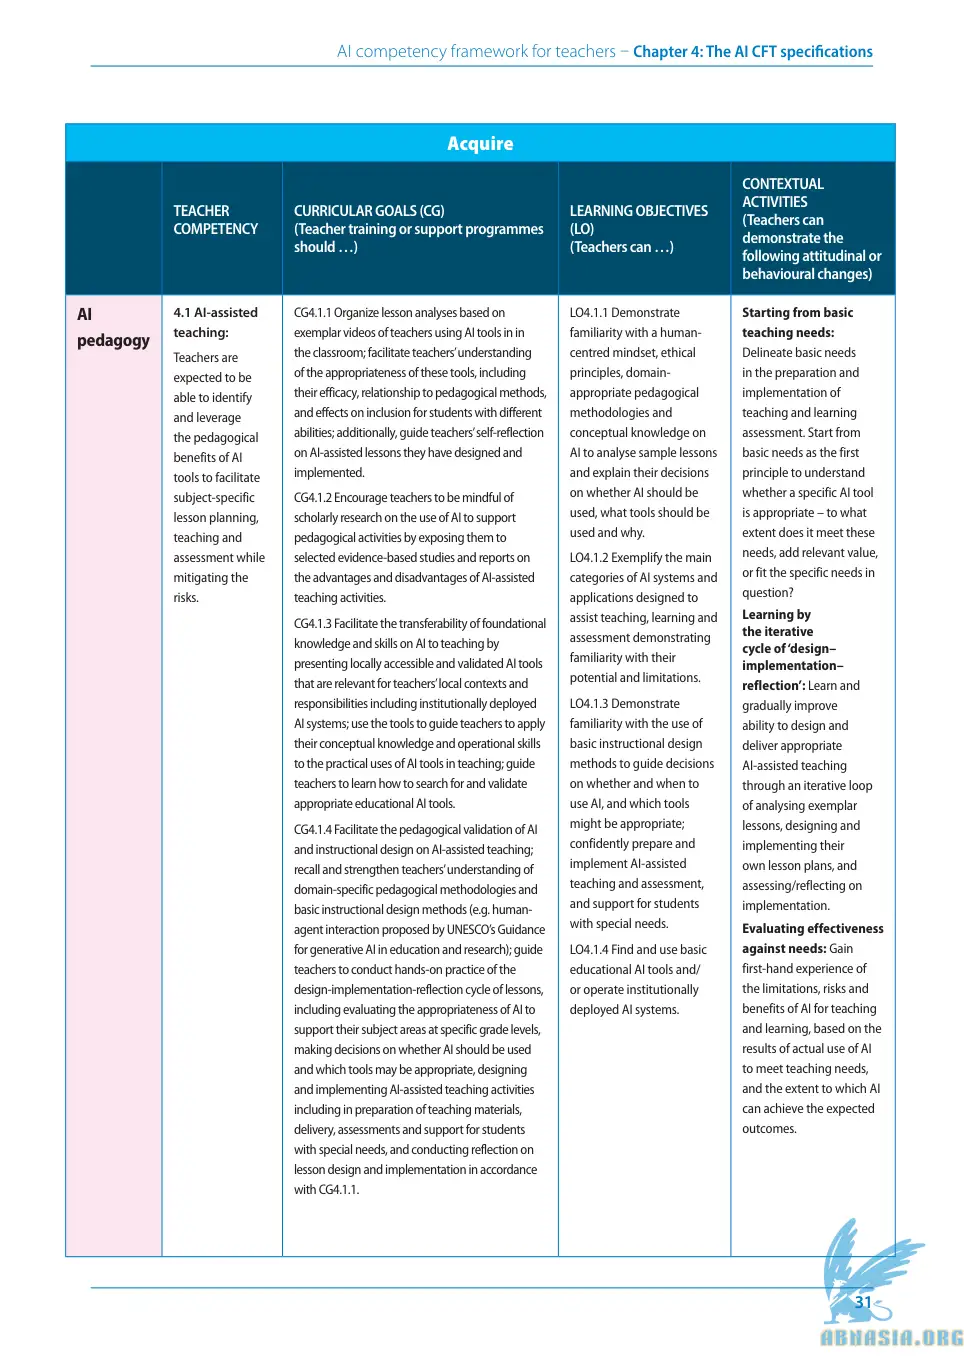 AI competency framework for teachers – Chapter 4: The AI CFT specifications
Acquire
TEACHER
COMPETENCY
CURRICULAR GOALS (CG)
(Teacher training or support programmes
should …)
LEARNING OBJECTIVES
(LO)
(Teachers can …)
CONTEXTUAL
ACTIVITIES
(Teachers can
demonstrate the
following attitudinal or
behavioural changes)
AI
pedagogy
4.1 AI-assisted
teaching:
Teachers are
expected to be
able to identify
and leverage
the pedagogical
benefits of AI
tools to facilitate
subject-specific
lesson planning,
teaching and
assessment while
mitigating the
risks.
CG4.1.1 Organize lesson analyses based on
exemplar videos of teachers using AI tools in in
the classroom; facilitate teachers’ understanding
of the appropriateness of these tools, including
their efficacy, relationship to pedagogical methods,
and effects on inclusion for students with different
abilities; additionally, guide teachers’ self-reflection
on AI-assisted lessons they have designed and
implemented.
CG4.1.2 Encourage teachers to be mindful of
scholarly research on the use of AI to support
pedagogical activities by exposing them to
selected evidence-based studies and reports on
the advantages and disadvantages of AI-assisted
teaching activities.
CG4.1.3 Facilitate the transferability of foundational
knowledge and skills on AI to teaching by
presenting locally accessible and validated AI tools
that are relevant for teachers’ local contexts and
responsibilities including institutionally deployed
AI systems; use the tools to guide teachers to apply
their conceptual knowledge and operational skills
to the practical uses of AI tools in teaching; guide
teachers to learn how to search for and validate
appropriate educational AI tools.
CG4.1.4 Facilitate the pedagogical validation of AI
and instructional design on AI-assisted teaching;
recall and strengthen teachers’ understanding of
domain-specific pedagogical methodologies and
basic instructional design methods (e.g. human-
agent interaction proposed by UNESCO’s Guidance
for generative AI in education and research); guide
teachers to conduct hands-on practice of the
design-implementation-reflection cycle of lessons,
including evaluating the appropriateness of AI to
support their subject areas at specific grade levels,
making decisions on whether AI should be used
and which tools may be appropriate, designing
and implementing AI-assisted teaching activities
including in preparation of teaching materials,
delivery, assessments and support for students
with special needs, and conducting reflection on
lesson design and implementation in accordance
with CG4.1.1.
LO4.1.1 Demonstrate
familiarity with a human-
centred mindset, ethical
principles, domain-
appropriate pedagogical
methodologies and
conceptual knowledge on
AI to analyse sample lessons
and explain their decisions
on whether AI should be
used, what tools should be
used and why.
LO4.1.2 Exemplify the main
categories of AI systems and
applications designed to
assist teaching, learning and
assessment demonstrating
familiarity with their
potential and limitations.
LO4.1.3 Demonstrate
familiarity with the use of
basic instructional design
methods to guide decisions
on whether and when to
use AI, and which tools
might be appropriate;
confidently prepare and
implement AI-assisted
teaching and assessment,
and support for students
with special needs.
LO4.1.4 Find and use basic
educational AI tools and/
or operate institutionally
deployed AI systems.
Starting from basic
teaching needs:
Delineate basic needs
in the preparation and
implementation of
teaching and learning
assessment. Start from
basic needs as the first
principle to understand
whether a specific AI tool
is appropriate – to what
extent does it meet these
needs, add relevant value,
or fit the specific needs in
question?
Learning by
the iterative
cycle of ‘design–
implementation–
reflection’: Learn and
gradually improve
ability to design and
deliver appropriate
AI-assisted teaching
through an iterative loop
of analysing exemplar
lessons, designing and
implementing their
own lesson plans, and
assessing/reflecting on
implementation.
Evaluating effectiveness
against needs: Gain
first-hand experience of
the limitations, risks and
benefits of AI for teaching
and learning, based on the
results of actual use of AI
to meet teaching needs,
and the extent to which AI
can achieve the expected
outcomes.
31
ABNASIA.ORG